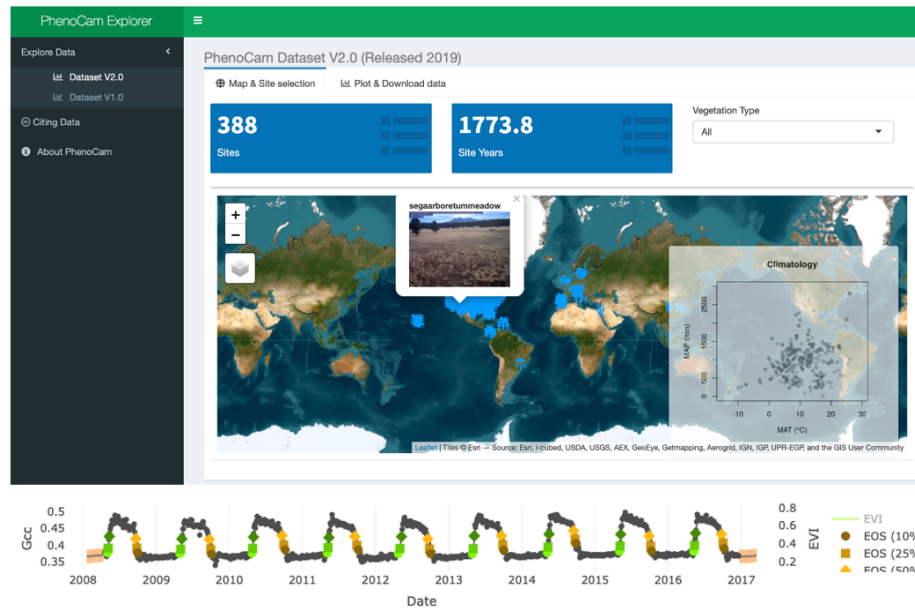 PhenoCam Explorer
Explore Data
Dataset V2.0
Dataset V1.0
Citing Data
About PhenoCam
PhenoCam Dataset V2.0 (Released 2019)
Map & Site selection
Plot & Download data
388
Sites
1773.8
Site Years
Vegetation Type
All
segaarboretummeadow
×
+
−
Climatology
MAP (mm)
2500
1500
500
0
-10 0 10 20 30
MAT (°C)
Leaflet | Tiles © Esri — Source: Esri, i-cubed, USDA, USGS, AEX, GeoEye, Getmapping, Aerogrid, IGN, IGP, UPR-EGP, and the GIS User Community
Gcc
0.5
0.45
0.4
0.35
2008 2009 2010 2011 2012 2013 2014 2015 2016 2017
Date
0.8
0.6
0.4
0.2
EVI
EVI
EOS (10%
EOS (25%
EOS (50%